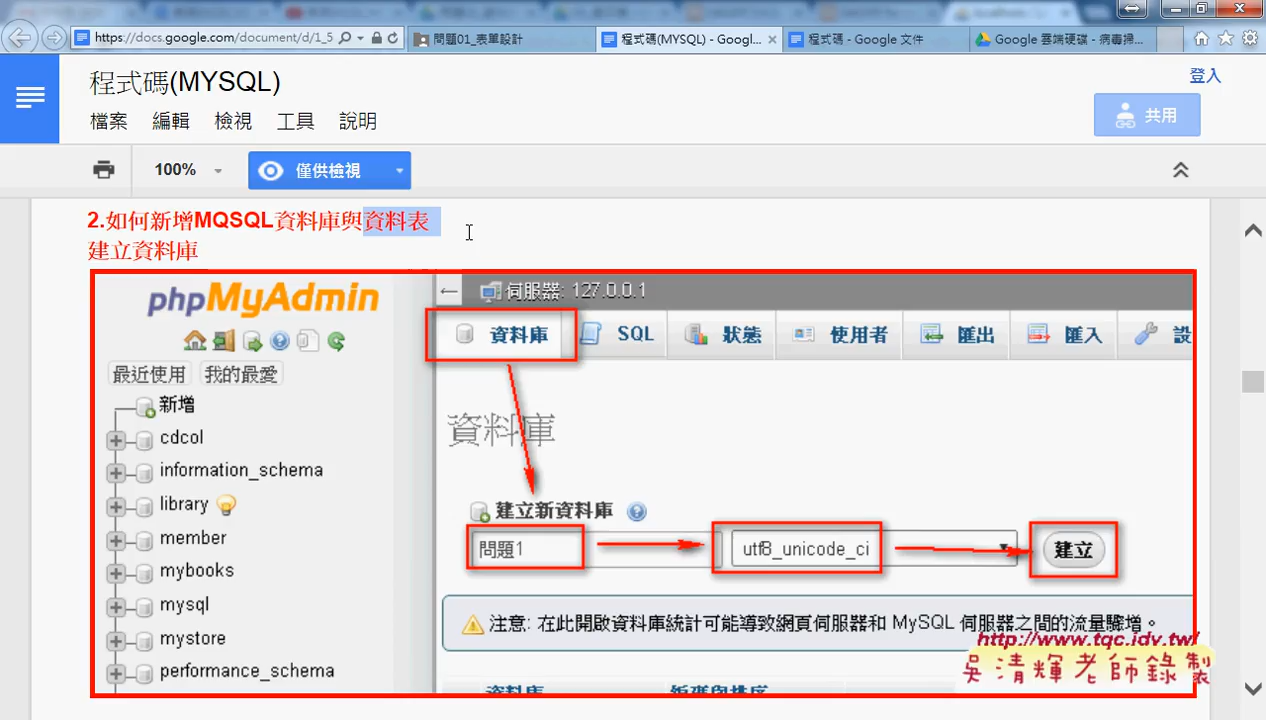 https://docs.google.com/document/d/1_5
問題01_表單設計
程式碼(MYSQL) - Googl...
程式碼 - Google 文件
Google 雲端硬碟 - 病毒掃...
程式碼(MYSQL)
登入
檔案 編輯 檢視 工具 說明
共用
100%
僅供檢視
2.如何新增MQSQL資料庫與資料表
建立資料庫
phpMyAdmin
最近使用 我的最愛
新增
cdcol
information_schema
library
member
mybooks
mysql
mystore
performance_schema
伺服器: 127.0.0.1
資料庫 SQL 狀態 使用者 匯出 匯入 設
資料庫
建立新資料庫
問題1 utf8_unicode_ci 建立
注意: 在此開啟資料庫統計可能導致網頁伺服器和 MySQL 伺服器之間的流量驟增。
資料庫 編碼與排序
http://www.tqc.idv.tw/
吳清輝老師錄製